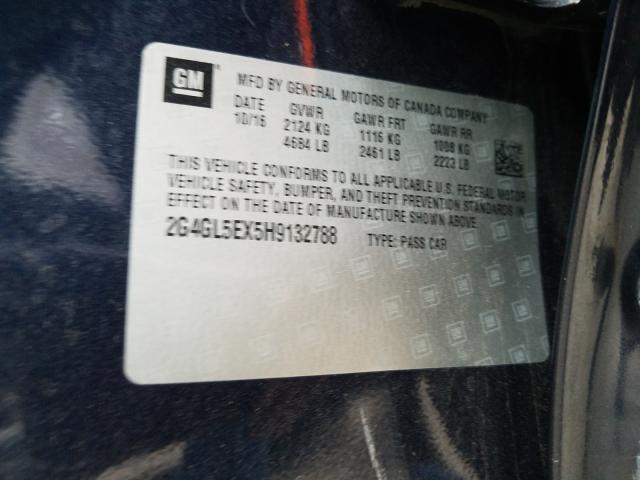 GM
MFD BY GENERAL MOTORS OF CANADA COMPANY
DATE GVWR GAWR FRT GAWR RR
10/16 2124 KG 1116 KG 1008 KG
4684 LB 2461 LB 2223 LB
THIS VEHICLE CONFORMS TO ALL APPLICABLE U.S. FEDERAL MOTOR
VEHICLE SAFETY, BUMPER, AND THEFT PREVENTION STANDARDS IN
EFFECT ON THE DATE OF MANUFACTURE SHOWN ABOVE.
2G4GL5EX5H9132788 TYPE: PASS CAR